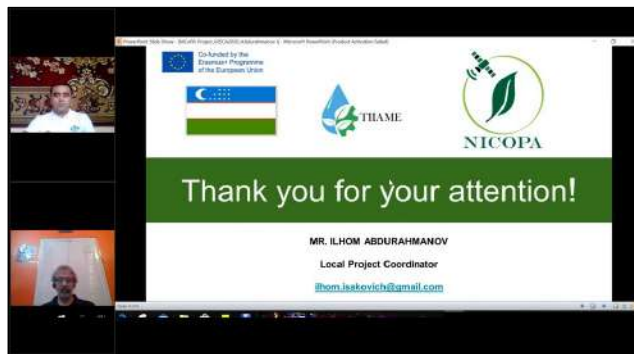 Co-funded by the
Erasmus+ Programme
of the European Union
TIIAME
NICOPA
Thank you for your attention!
MR. ILHOM ABDURAHMANOV
Local Project Coordinator
ilhom.isakovich@gmail.com